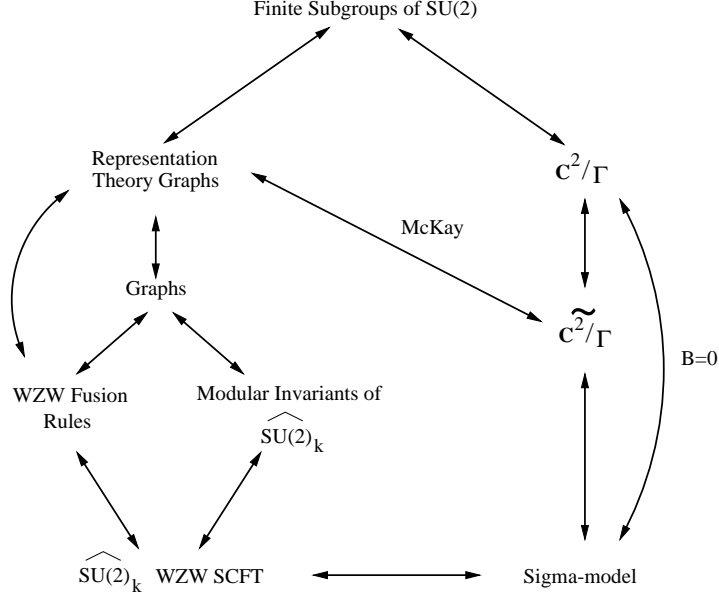 Finite Subgroups of SU(2)
Representation
Theory Graphs
C²/Γ
McKay
Graphs
C̃²/Γ
B=0
WZW Fusion
Rules
Modular Invariants of
SU(2)_k
SU(2)_k WZW SCFT
Sigma-model